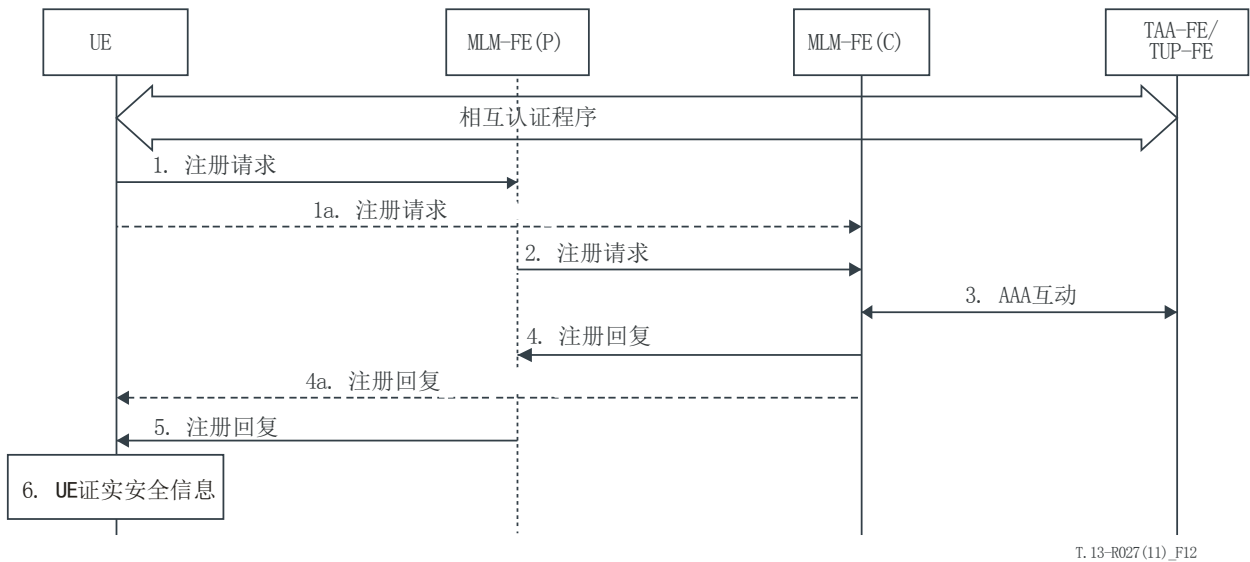 UE
MLM-FE(P)
MLM-FE(C)
TAA-FE/
TUP-FE
相互认证程序
1. 注册请求
1a. 注册请求
2. 注册请求
3. AAA互动
4. 注册回复
4a. 注册回复
5. 注册回复
6. UE证实安全信息
T.13-R027(11)_F12